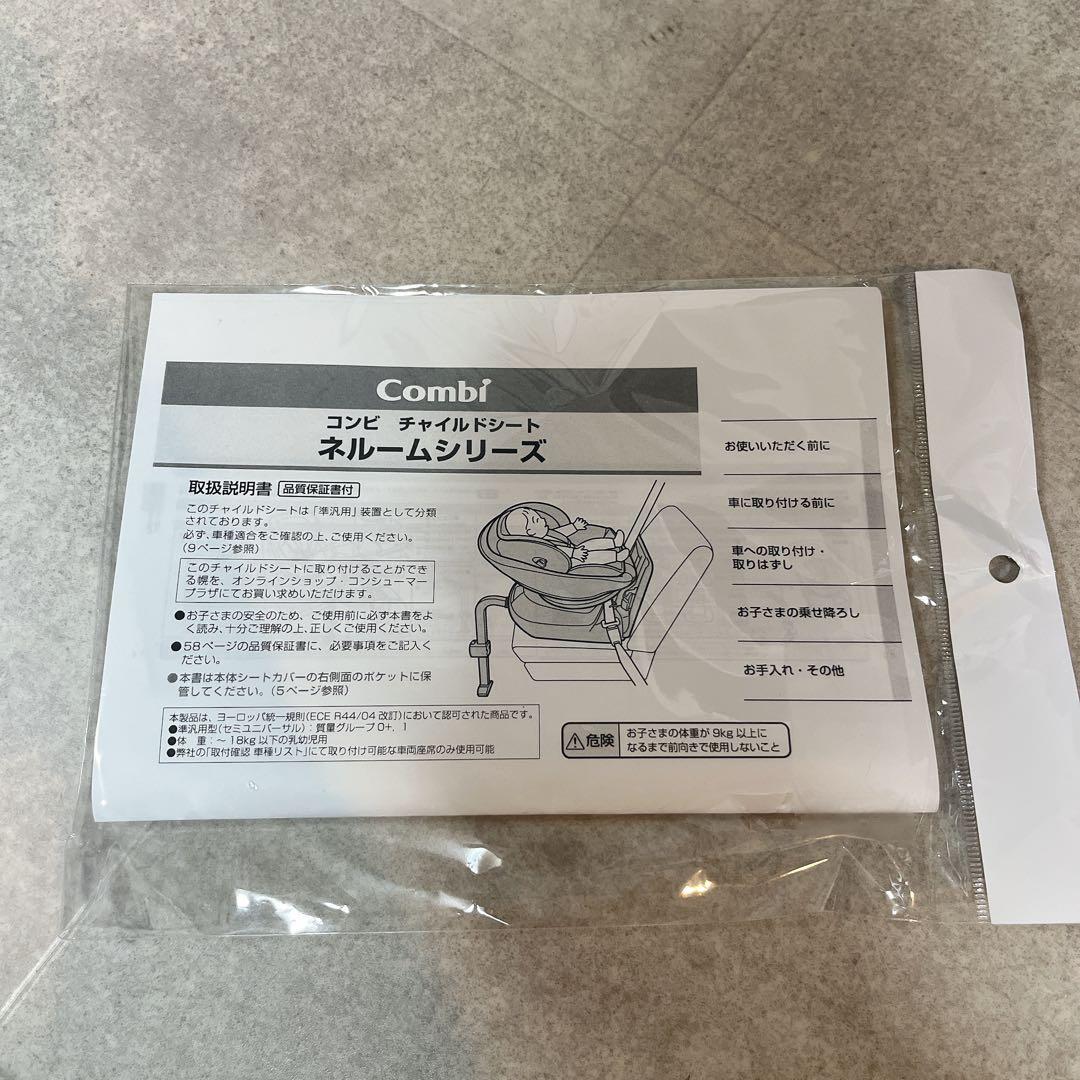 Combi
コンビ チャイルドシート
ネルームシリーズ
取扱説明書 品質保証書付
このチャイルドシートは「準汎用」装置として分類
されております。
必ず、車種適合をご確認の上、ご使用ください。
(9ページ参照)
このチャイルドシートに取り付けることができ
る幌を、オンラインショップ・コンシューマー
プラザにてお買い求めいただけます。
●お子さまの安全のため、ご使用前に必ず本書をよ
く読み、十分ご理解の上、正しくご使用ください。
●58ページの品質保証書に、必要事項をご記入く
ださい。
●本書は本体シートカバーの右側面のポケットに保
管してください。(5ページ参照)
本製品は、ヨーロッパ統一規則(ECE R44/04 改訂)において認可された商品です。
●準汎用型(セミユニバーサル):質量グループ0+、1
●体 重:~18kg以下の乳幼児用
●弊社の「取付確認 車種リスト」にて取り付け可能な車両座席のみ使用可能
危険 お子さまの体重が9kg以上に
なるまで前向きで使用しないこと
お使いいただく前に
車に取り付ける前に
車への取り付け・
取りはずし
お子さまの乗せ降ろし
お手入れ・その他